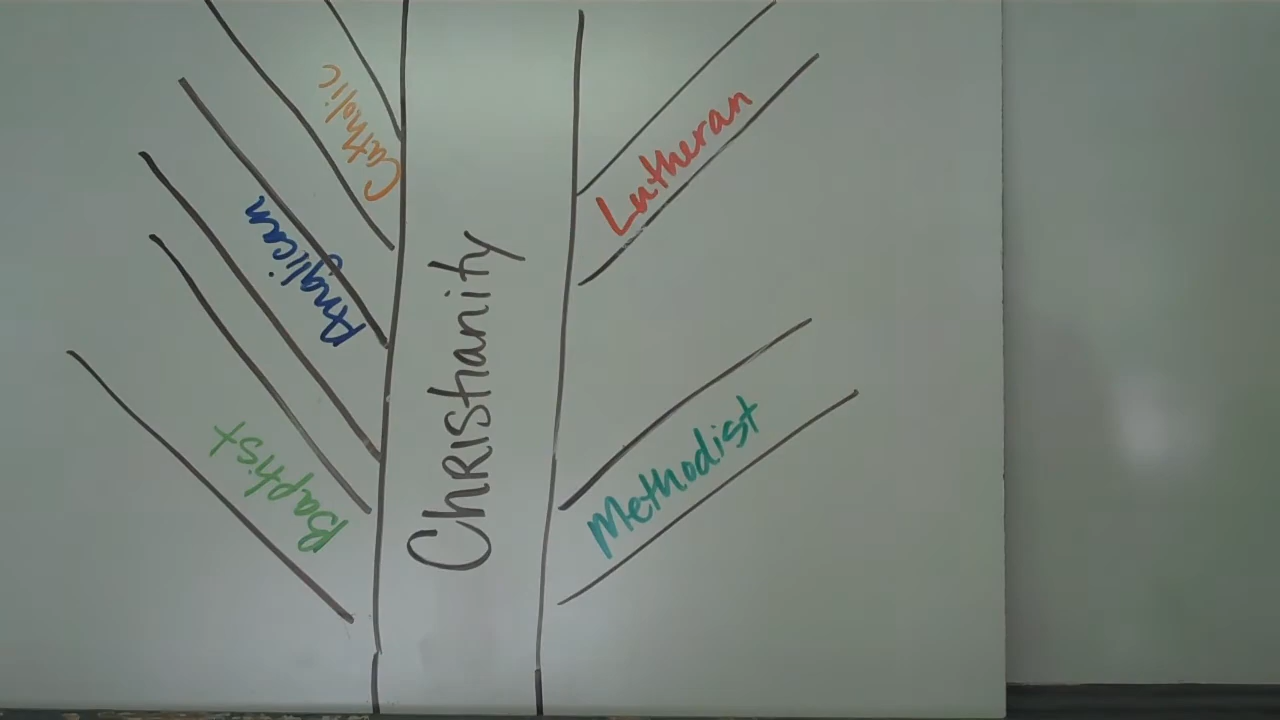 Catholic
Lutheran
Anglican
Christianity
Baptist
Methodist